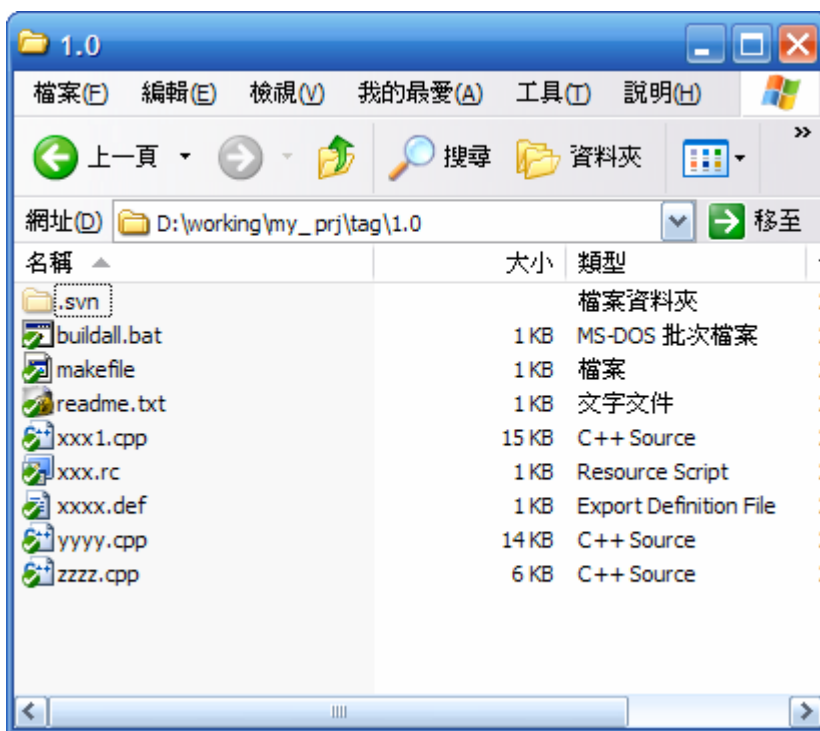 1.0
檔案(F) 編輯(E) 檢視(V) 我的最愛(A) 工具(T) 說明(H)
上一頁 搜尋 資料夾 »
網址(D) D:\working\my_prj\tag\1.0 移至
名稱 大小 類型
.svn 檔案資料夾
buildall.bat 1 KB MS-DOS 批次檔案
makefile 1 KB 檔案
readme.txt 1 KB 文字文件
xxx1.cpp 15 KB C++ Source
xxx.rc 1 KB Resource Script
xxxx.def 1 KB Export Definition File
yyyy.cpp 14 KB C++ Source
zzzz.cpp 6 KB C++ Source